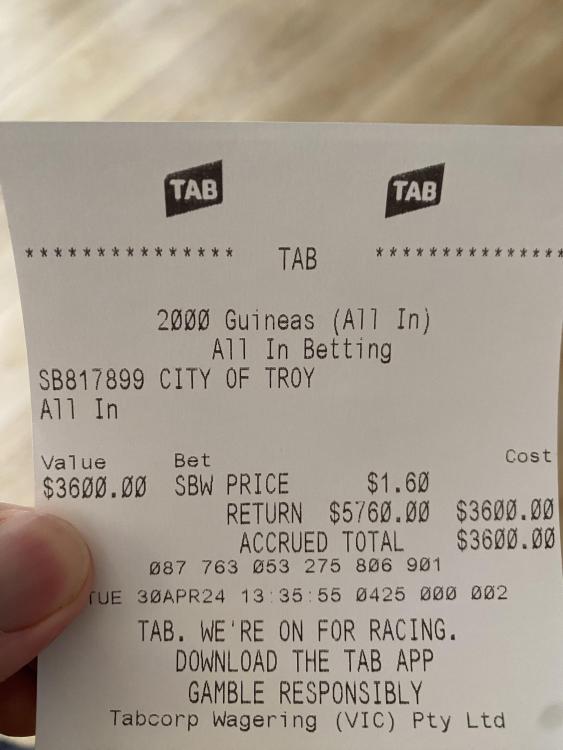 TAB TAB
*************** TAB **************
2000 Guineas (All In)
All In Betting
SB817899 CITY OF TROY
All In
Value Bet Cost
$3600.00 SBW PRICE $1.60
RETURN $5760.00 $3600.00
ACCRUED TOTAL $3600.00
087 763 053 275 806 901
TUE 30APR24 13:35:55 0425 000 002
TAB. WE'RE ON FOR RACING.
DOWNLOAD THE TAB APP
GAMBLE RESPONSIBLY
Tabcorp Wagering (VIC) Pty Ltd